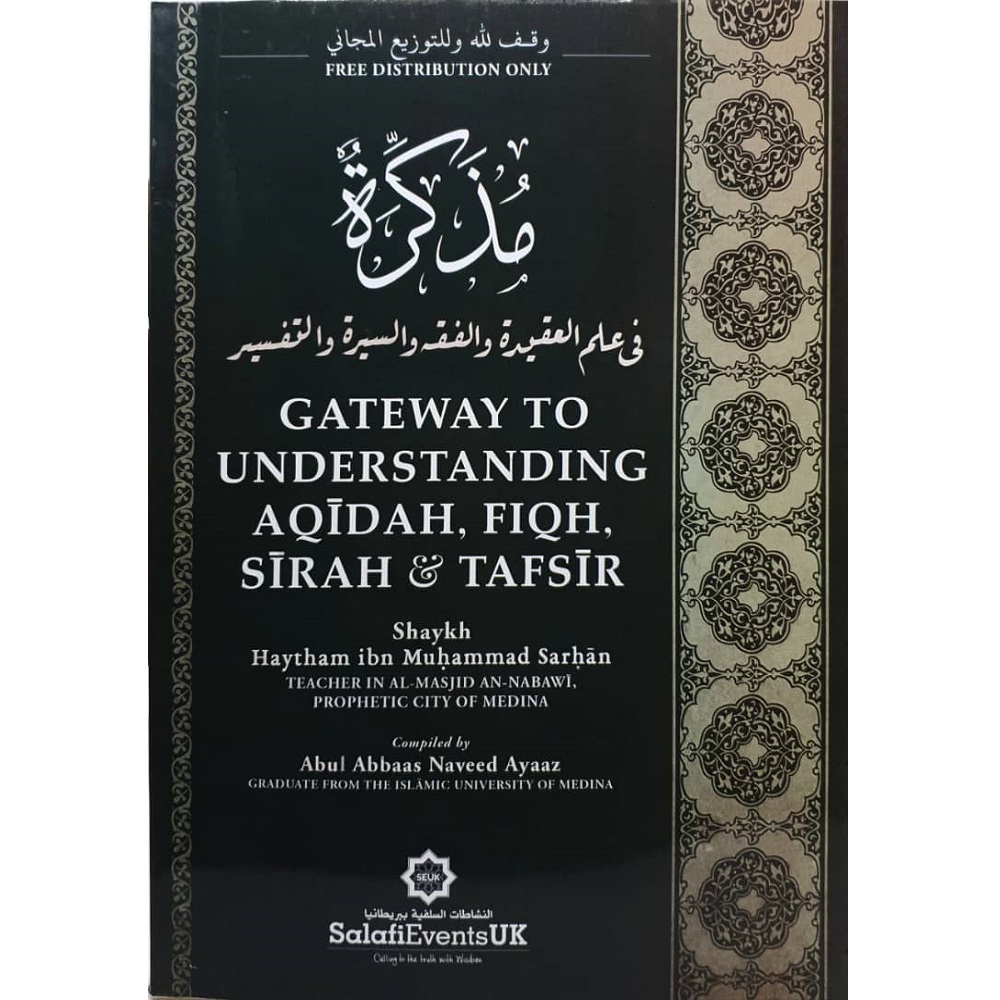 وقف لله وللتوزيع المجاني
FREE DISTRIBUTION ONLY
مُذَكِّرَةٌ
في علم العقيدة والفقه والسيرة والتفسير
GATEWAY TO
UNDERSTANDING
AQĪDAH, FIQH,
SĪRAH & TAFSĪR
Shaykh
Haytham ibn Muḥammad Sarḥān
TEACHER IN AL-MASJID AN-NABAWĪ,
PROPHETIC CITY OF MEDINA
Compiled by
Abul Abbaas Naveed Ayaaz
GRADUATE FROM THE ISLĀMIC UNIVERSITY OF MEDINA
SEUK
النشاطات السلفية ببريطانيا
SalafiEventsUK
Calling to the truth with Wisdom